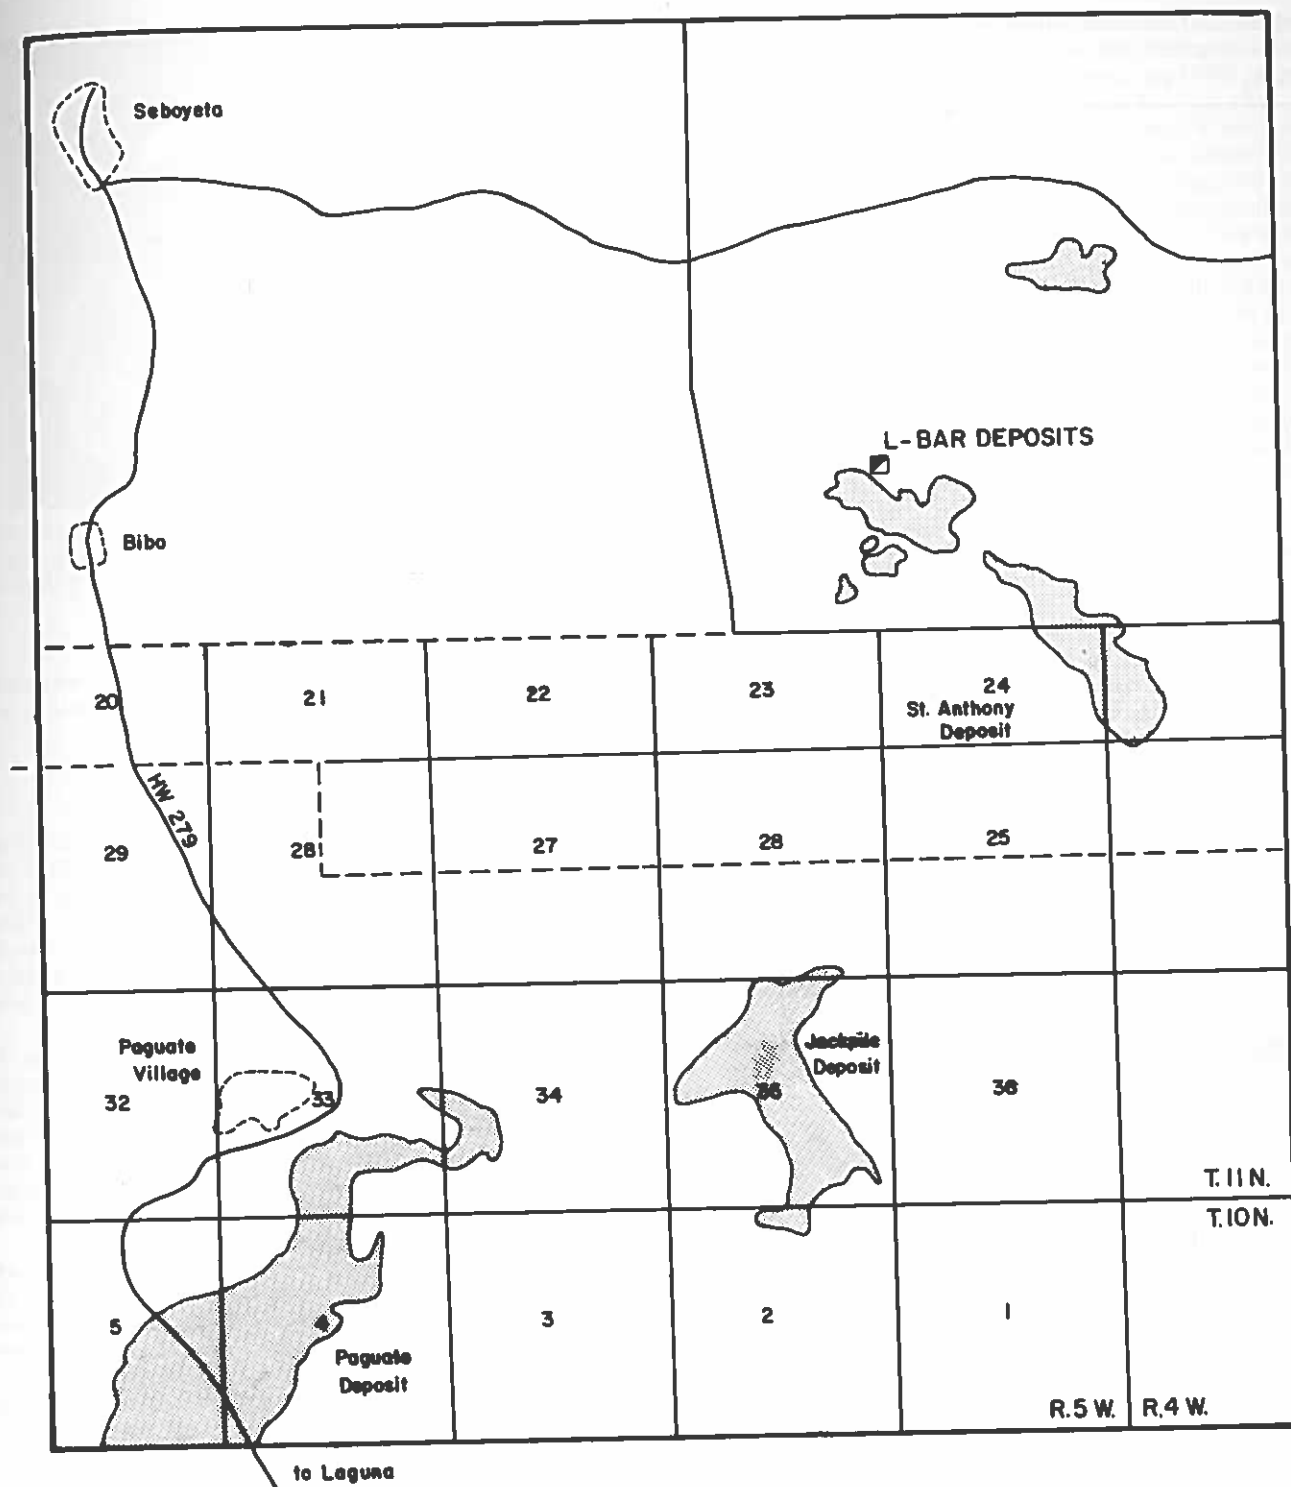 Seboyeta
L-BAR DEPOSITS
Bibo
20
21
22
23
24
St. Anthony
Deposit
HW 279
29
28
27
28
25
Paguate
Village
32
33
34
Jackpile
Deposit
35
36
T. 11 N.
T. 10 N.
5
4
3
2
1
Paguate
Deposit
R. 5 W.
R. 4 W.
to Laguna